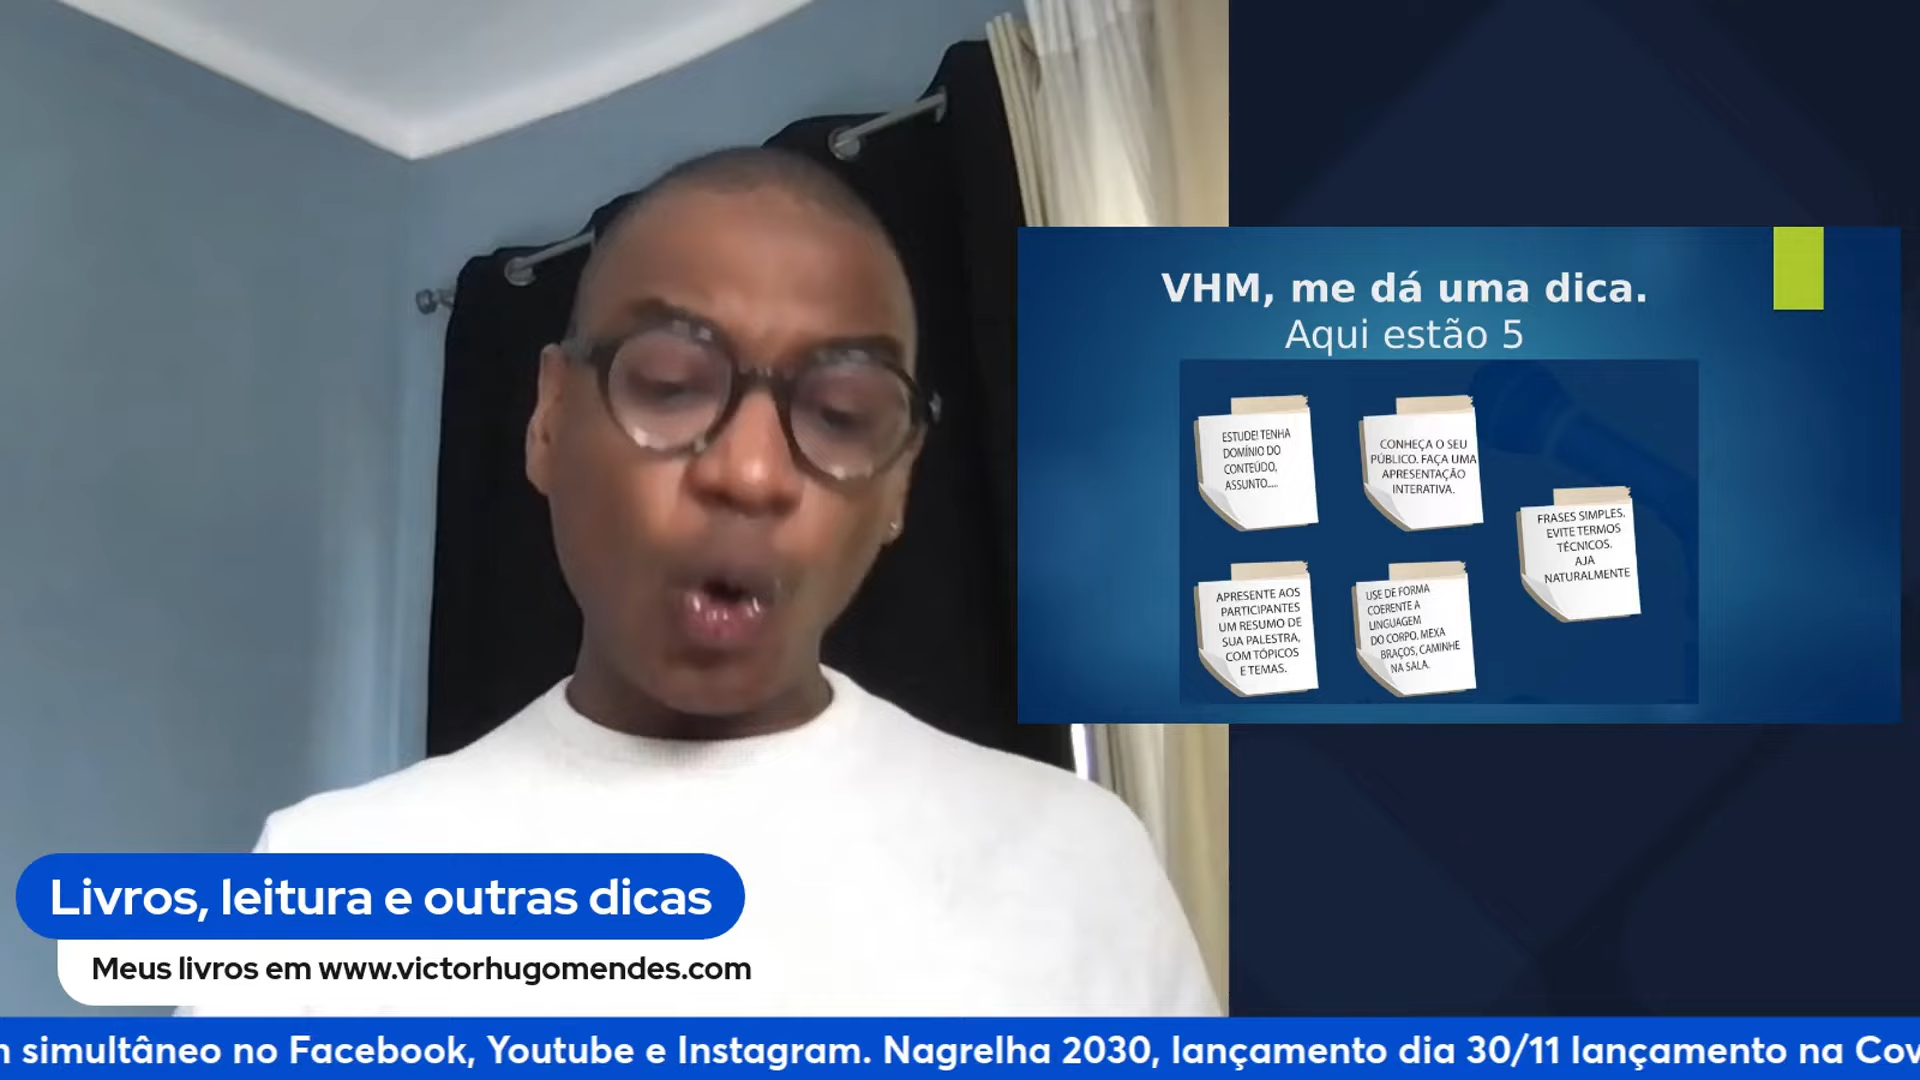 VHM, me dá uma dica.
Aqui estão 5
ESTUDE! TENHA
DOMÍNIO DO
CONTEÚDO,
ASSUNTO....
CONHEÇA O SEU
PÚBLICO. FAÇA UMA
APRESENTAÇÃO
INTERATIVA.
FRASES SIMPLES.
EVITE TERMOS
TÉCNICOS.
AJA
NATURALMENTE
APRESENTE AOS
PARTICIPANTES
UM RESUMO DE
SUA PALESTRA,
COM TÓPICOS
E TEMAS.
USE DE FORMA
COERENTE A
LINGUAGEM
DO CORPO. MEXA
BRAÇOS, CAMINHE
NA SALA.
Livros, leitura e outras dicas
Meus livros em www.victorhugomendes.com
simultâneo no Facebook, Youtube e Instagram. Nagrelha 2030, lançamento dia 30/11 lançamento na Cov